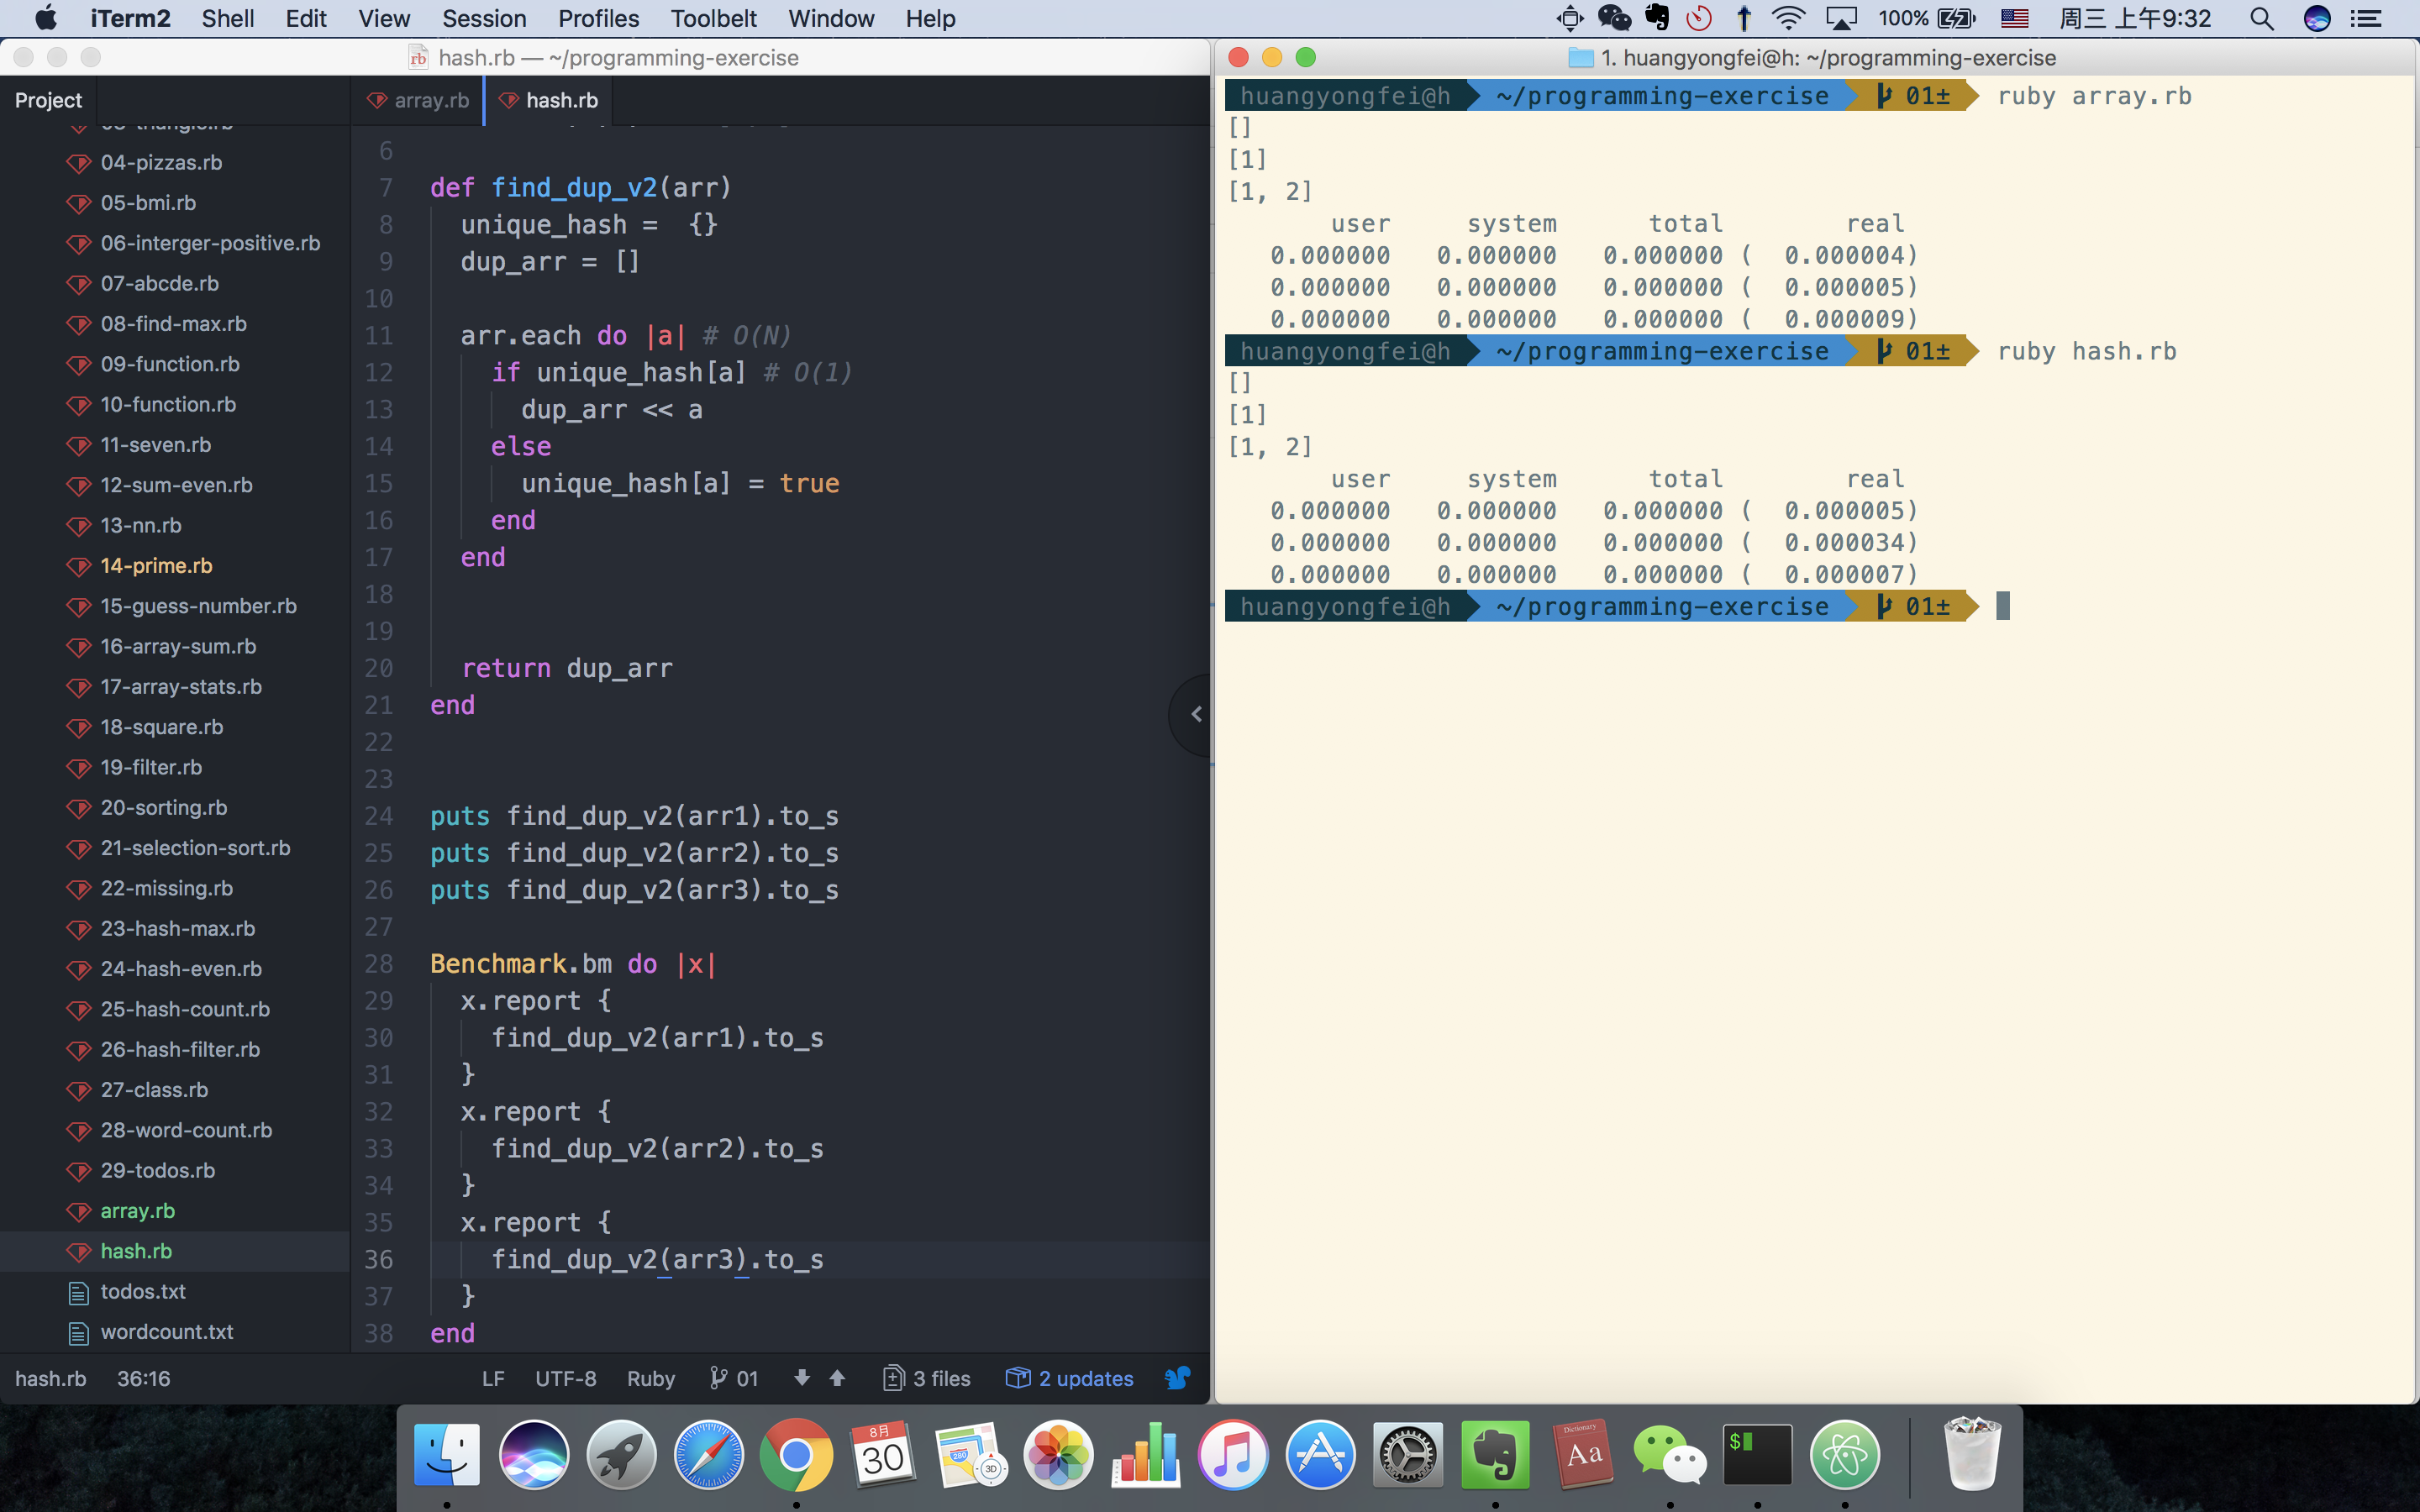 iTerm2 Shell Edit View Session Profiles Toolbelt Window Help 100% 周三 上午9:32
hash.rb — ~/programming-exercise
Project
array.rb
hash.rb
04-pizzas.rb
05-bmi.rb
06-interger-positive.rb
07-abcde.rb
08-find-max.rb
09-function.rb
10-function.rb
11-seven.rb
12-sum-even.rb
13-nn.rb
14-prime.rb
15-guess-number.rb
16-array-sum.rb
17-array-stats.rb
18-square.rb
19-filter.rb
20-sorting.rb
21-selection-sort.rb
22-missing.rb
23-hash-max.rb
24-hash-even.rb
25-hash-count.rb
26-hash-filter.rb
27-class.rb
28-word-count.rb
29-todos.rb
array.rb
hash.rb
todos.txt
wordcount.txt
6
7 def find_dup_v2(arr)
8 unique_hash =  {}
9 dup_arr = []
10
11 arr.each do |a| # O(N)
12 if unique_hash[a] # O(1)
13 dup_arr << a
14 else
15 unique_hash[a] = true
16 end
17 end
18
19
20 return dup_arr
21 end
22
23
24 puts find_dup_v2(arr1).to_s
25 puts find_dup_v2(arr2).to_s
26 puts find_dup_v2(arr3).to_s
27
28 Benchmark.bm do |x|
29 x.report {
30 find_dup_v2(arr1).to_s
31 }
32 x.report {
33 find_dup_v2(arr2).to_s
34 }
35 x.report {
36 find_dup_v2(arr3).to_s
37 }
38 end
hash.rb 36:16 LF UTF-8 Ruby 01 3 files 2 updates
1. huangyongfei@h: ~/programming-exercise
huangyongfei@h ~/programming-exercise 01± ruby array.rb
[]
[1]
[1, 2]
user system total real
0.000000 0.000000 0.000000 ( 0.000004)
0.000000 0.000000 0.000000 ( 0.000005)
0.000000 0.000000 0.000000 ( 0.000009)
huangyongfei@h ~/programming-exercise 01± ruby hash.rb
[]
[1]
[1, 2]
user system total real
0.000000 0.000000 0.000000 ( 0.000005)
0.000000 0.000000 0.000000 ( 0.000034)
0.000000 0.000000 0.000000 ( 0.000007)
huangyongfei@h ~/programming-exercise 01±
8月
30
280
3D
Dictionary
Aa
$